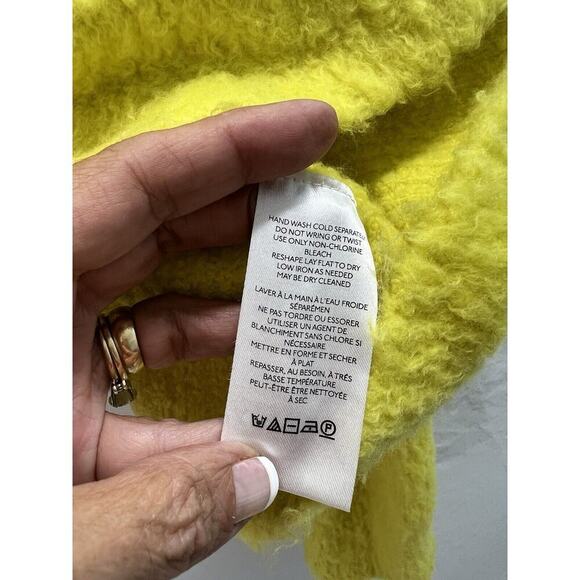 HAND WASH COLD SEPARATELY
DO NOT WRING OR TWIST
USE ONLY NON-CHLORINE
BLEACH
RESHAPE LAY FLAT TO DRY
LOW IRON AS NEEDED
MAY BE DRY CLEANED
LAVER À LA MAIN À L'EAU FROIDE
SÉPARÉMEN
NE PAS TORDRE OU ESSORER
UTILISER UN AGENT DE
BLANCHIMENT SANS CHLORE SI
NÉCESSAIRE
METTRE EN FORME ET SECHER
À PLAT
REPASSER, AU BESOIN, À TRÉS
BASSE TEMPÉRATURE
PEUT-ÊTRE ÊTRE NETTOYÉE
À SEC
P